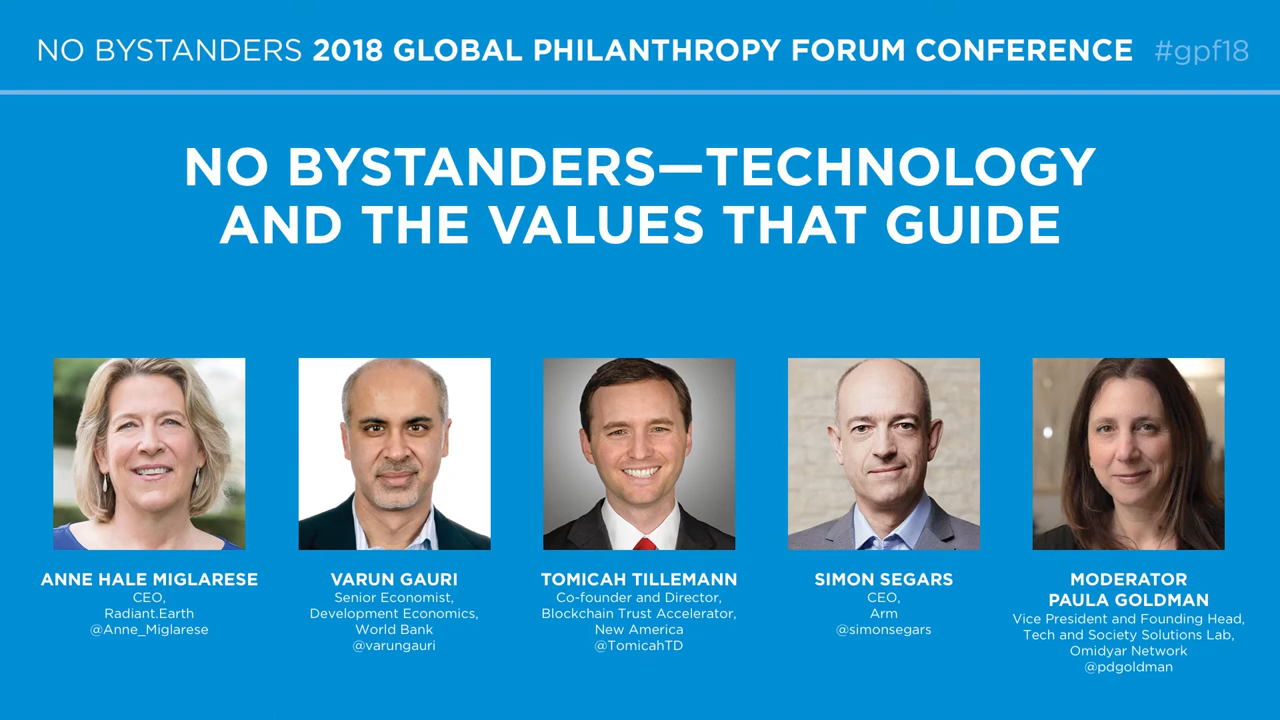 NO BYSTANDERS 2018 GLOBAL PHILANTHROPY FORUM CONFERENCE #gpf18
NO BYSTANDERS—TECHNOLOGY
AND THE VALUES THAT GUIDE
ANNE HALE MIGLARESE
CEO,
Radiant.Earth
@Anne_Miglarese
VARUN GAURI
Senior Economist,
Development Economics,
World Bank
@varungauri
TOMICAH TILLEMANN
Co-founder and Director,
Blockchain Trust Accelerator,
New America
@TomicahTD
SIMON SEGARS
CEO,
Arm
@simonsegars
MODERATOR
PAULA GOLDMAN
Vice President and Founding Head,
Tech and Society Solutions Lab,
Omidyar Network
@pdgoldman